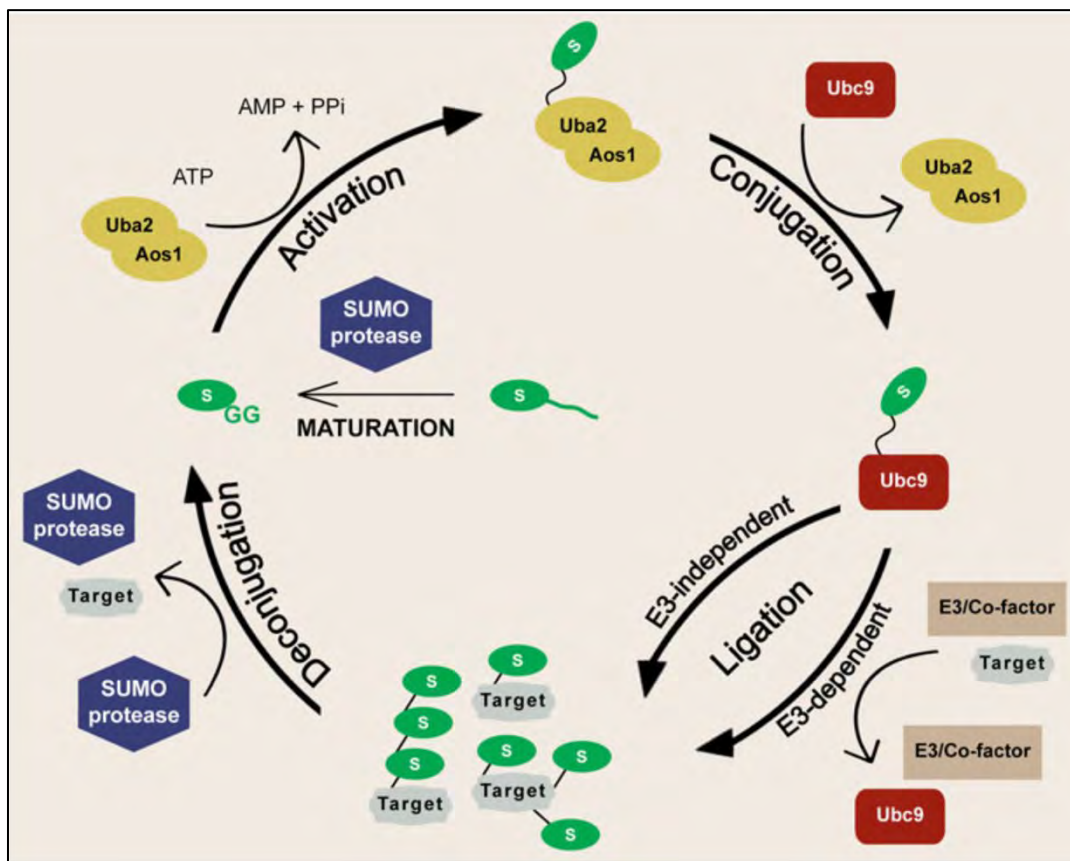 S
AMP + PPi
ATP
Uba2
Aos1
Activation
Uba2
Aos1
Ubc9
Conjugation
Uba2
Aos1
SUMO
protease
S
GG
MATURATION
S
S
Ubc9
E3-independent
Ligation
E3-dependent
E3/Co-factor
Target
E3/Co-factor
Ubc9
SUMO
protease
Target
SUMO
protease
Deconjugation
S
S
S
Target
S
Target
S
S
Target
S